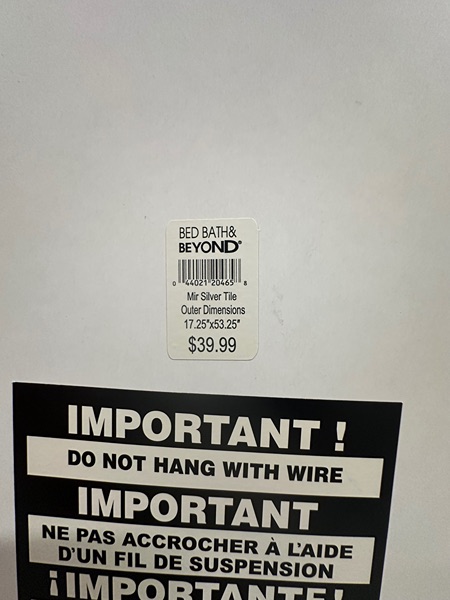 BED BATH&
BEYOND®
0 44021 20465 8
Mir Silver Tile
Outer Dimensions
17.25"x53.25"
$39.99
IMPORTANT !
DO NOT HANG WITH WIRE
IMPORTANT
NE PAS ACCROCHER À L'AIDE
D'UN FIL DE SUSPENSION
¡IMPORTANTE!